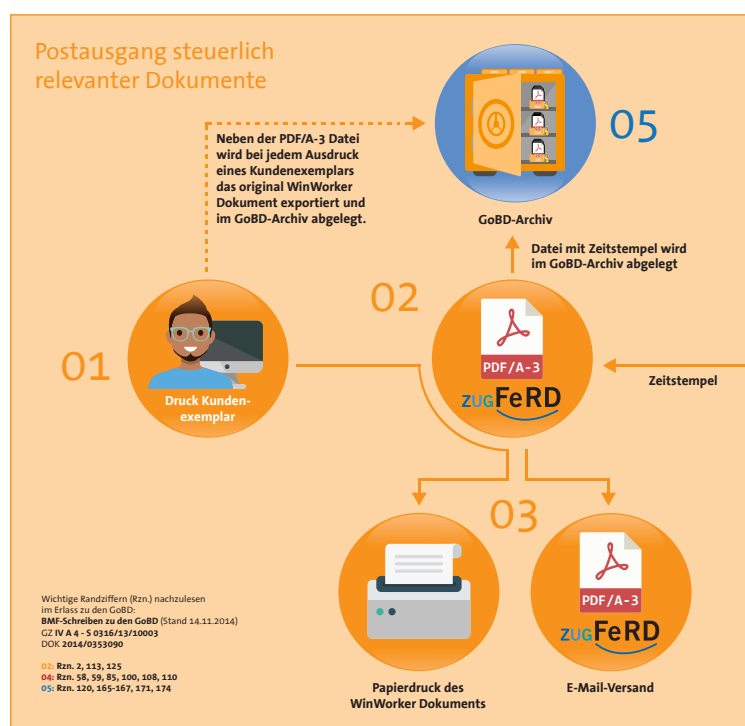 Postausgang steuerlich
relevanter Dokumente
Neben der PDF/A-3 Datei
wird bei jedem Ausdruck
eines Kundenexemplars
das original WinWorker
Dokument exportiert und
im GoBD-Archiv abgelegt.
05
GoBD-Archiv
Datei mit Zeitstempel wird
im GoBD-Archiv abgelegt
02
01
Druck Kunden-
exemplar
PDF/A-3
ZUGFeRD
Zeitstempel
03
PDF/A-3
ZUGFeRD
Papierdruck des
WinWorker Dokuments
E-Mail-Versand
Wichtige Randziffern (Rzn.) nachzulesen
im Erlass zu den GoBD:
BMF-Schreiben zu den GoBD (Stand 14.11.2014)
GZ IV A 4 - S 0316/13/10003
DOK 2014/0353090
02: Rzn. 2, 113, 125
04: Rzn. 58, 59, 85, 100, 108, 110
05: Rzn. 120, 165-167, 171, 174